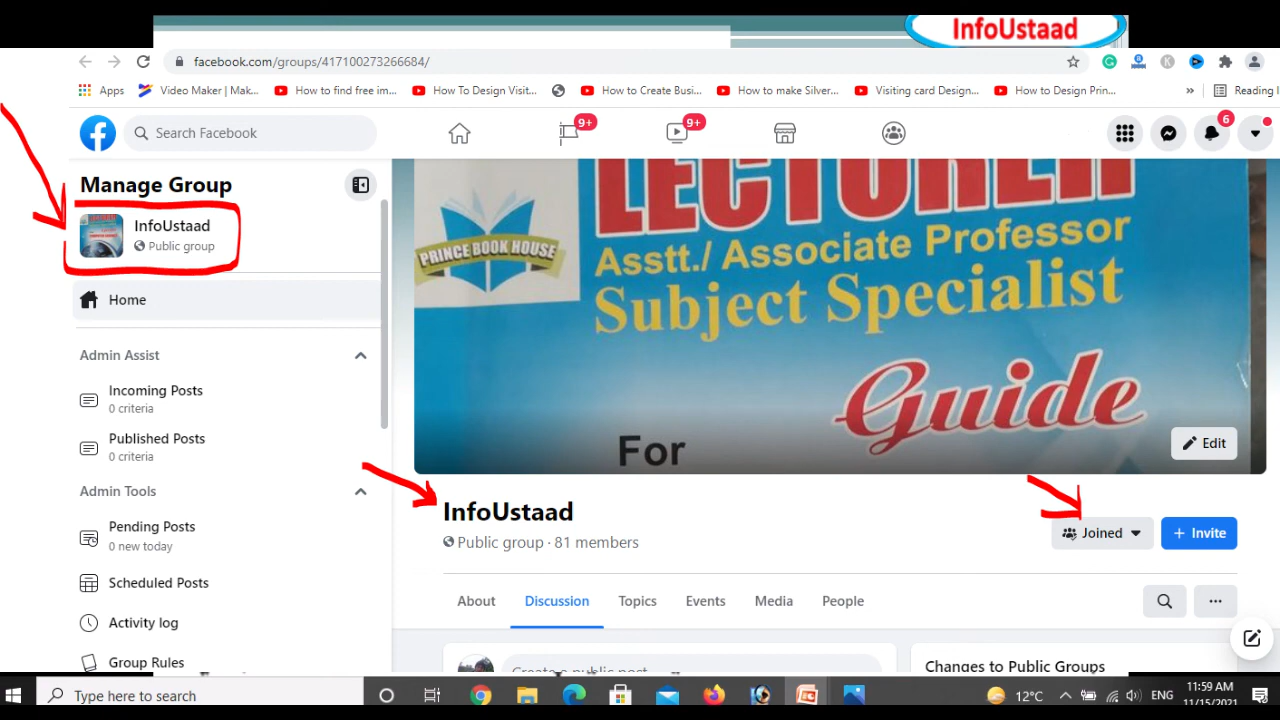 InfoUstaad
facebook.com/groups/417100273266684/
Apps Video Maker | Mak... How to find free im... How To Design Visit... How to Create Busi... How to make Silver... Visiting card Design... How to Design Prin... » Reading l
Search Facebook
9+
9+
6
Manage Group
InfoUstaad
Public group
Home
Admin Assist
Incoming Posts
0 criteria
Published Posts
0 criteria
Admin Tools
Pending Posts
0 new today
Scheduled Posts
Activity log
Group Rules
LECTURER
PRINCE BOOK HOUSE
Asstt./ Associate Professor
Subject Specialist
Guide
For
Edit
InfoUstaad
Public group · 81 members
Joined
+ Invite
About Discussion Topics Events Media People
Create a public post
Changes to Public Groups
Type here to search
12°C
ENG
11:59 AM
11/15/2021